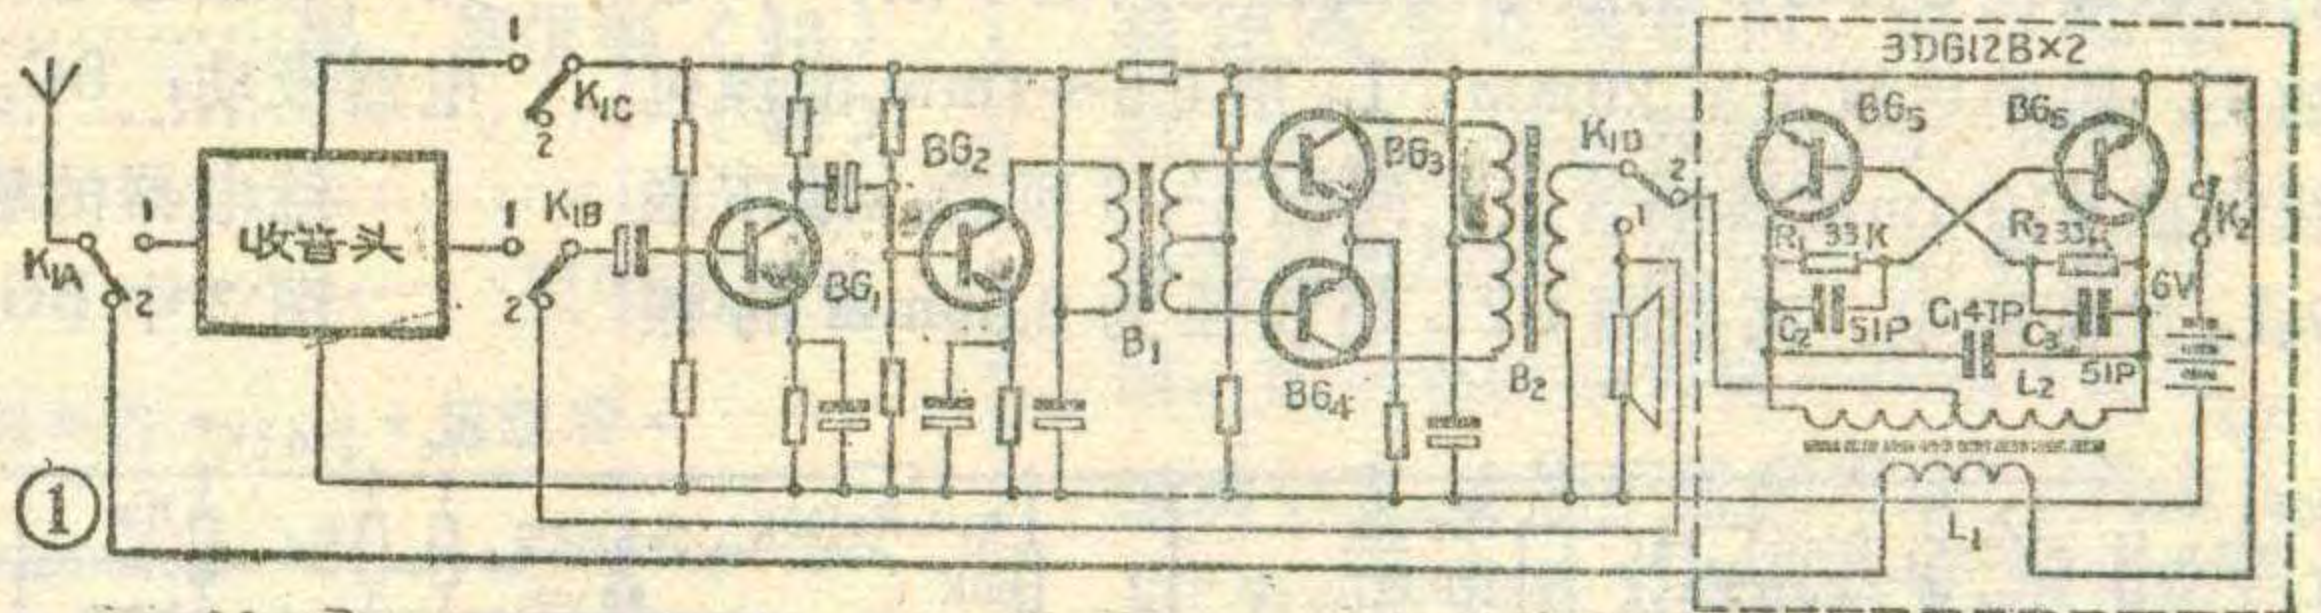 3DG12B×2
1
K1C
2
BG5
BG6
BG2
BG3
K1D
2
1
收音头
1
K1B
1
R1 33K
R2 33K
K2
K1A
2
2
BG1
6V
C2
51P
C1 47P
C3
51P
B1
B2
BG4
L2
①
L1